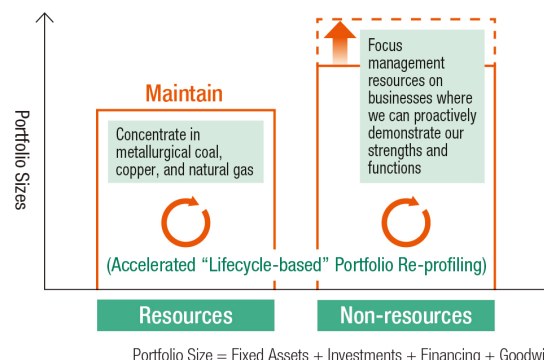 Portfolio Sizes
Maintain
Concentrate in
metallurgical coal,
copper, and natural gas
Focus
management
resources on
businesses where
we can proactively
demonstrate our
strengths and
functions
(Accelerated “Lifecycle-based” Portfolio Re-profiling)
Resources
Non-resources
Portfolio Size = Fixed Assets + Investments + Financing + Goodwi